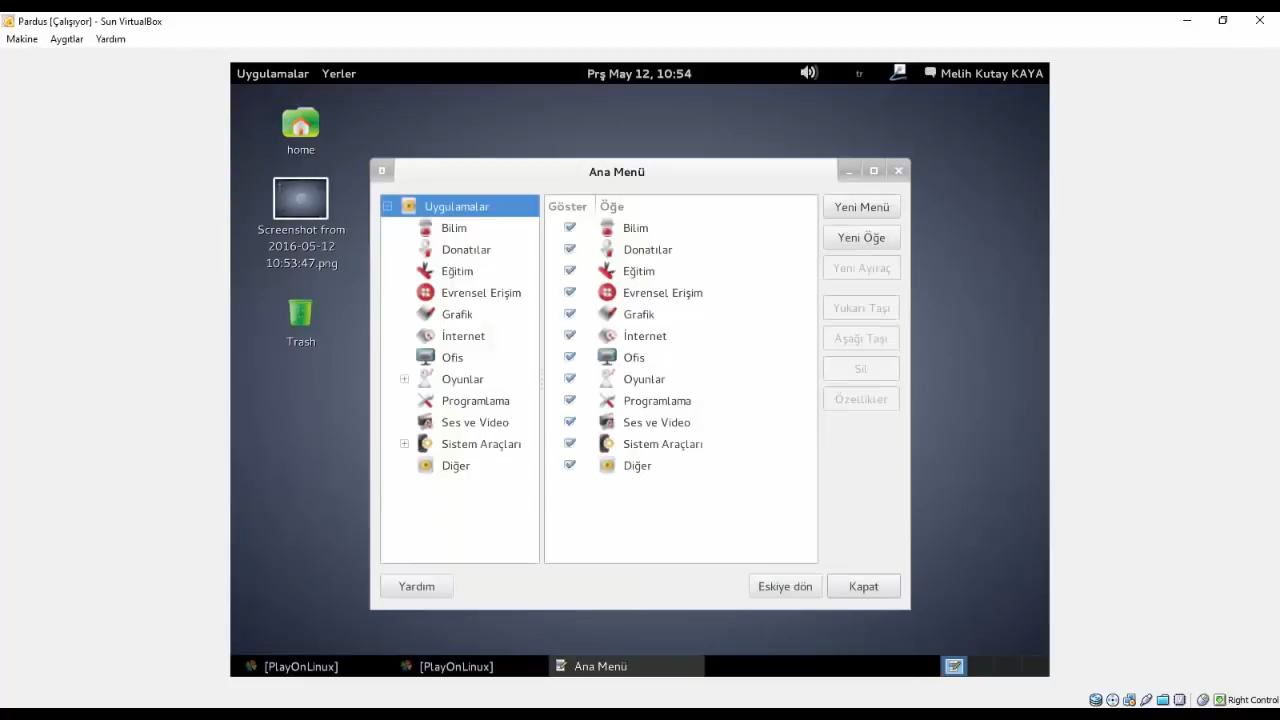 Pardus [Çalışıyor] - Sun VirtualBox
Makine Aygıtlar Yardım
Uygulamalar Yerler Prş May 12, 10:54 tr Melih Kutay KAYA
home
Screenshot from
2016-05-12
10:53:47.png
Trash
Ana Menü
Uygulamalar
Bilim
Donatılar
Eğitim
Evrensel Erişim
Grafik
İnternet
Ofis
Oyunlar
Programlama
Ses ve Video
Sistem Araçları
Diğer
Göster Öğe
Bilim
Donatılar
Eğitim
Evrensel Erişim
Grafik
İnternet
Ofis
Oyunlar
Programlama
Ses ve Video
Sistem Araçları
Diğer
Yeni Menü
Yeni Öğe
Yeni Ayıraç
Yukarı Taşı
Aşağı Taşı
Sil
Özellikler
Yardım Eskiye dön Kapat
[PlayOnLinux] [PlayOnLinux] Ana Menü
Right Control